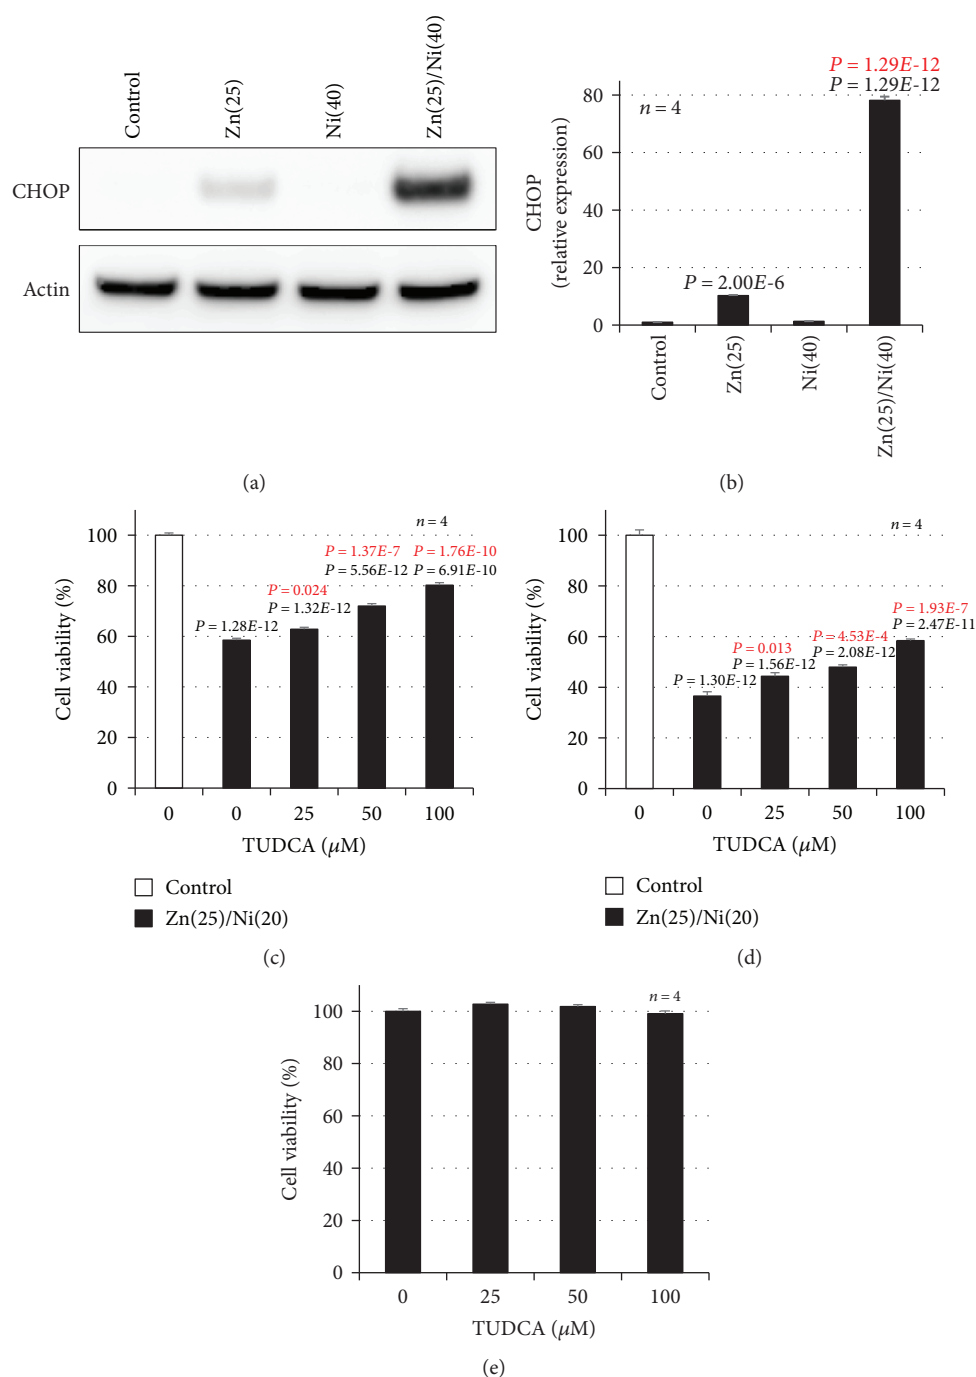 Control
Zn(25)
Ni(40)
Zn(25)/Ni(40)
CHOP
Actin
(a)
P = 1.29E-12
P = 1.29E-12
n = 4
P = 2.00E-6
CHOP
(relative expression)
80
60
40
20
0
Control
Zn(25)
Ni(40)
Zn(25)/Ni(40)
(b)
n = 4
P = 1.37E-7 P = 1.76E-10
P = 5.56E-12 P = 6.91E-10
P = 0.024
P = 1.32E-12
P = 1.28E-12
Cell viability (%)
100
80
60
40
20
0
0 0 25 50 100
TUDCA (μM)
Control
Zn(25)/Ni(20)
(c)
n = 4
P = 1.93E-7
P = 2.47E-11
P = 4.53E-4
P = 2.08E-12
P = 0.013
P = 1.56E-12
P = 1.30E-12
Cell viability (%)
100
80
60
40
20
0
0 0 25 50 100
TUDCA (μM)
Control
Zn(25)/Ni(20)
(d)
n = 4
Cell viability (%)
100
80
60
40
20
0
0 25 50 100
TUDCA (μM)
(e)